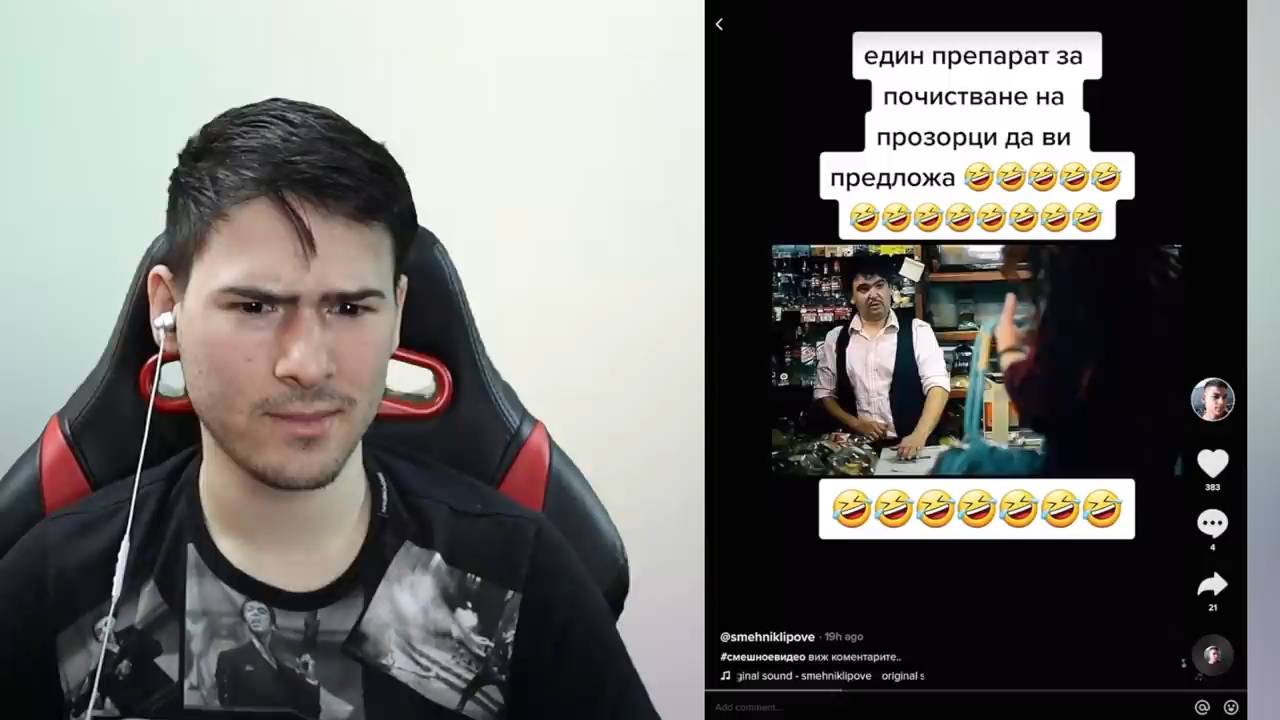 един препарат за
почистване на
прозорци да ви
предложа 🤣🤣🤣🤣🤣
🤣🤣🤣🤣🤣🤣🤣🤣
🤣🤣🤣🤣🤣🤣🤣
383
4
21
@smehniklipove · 19h ago
#смешноевидео виж коментарите..
ginal sound - smehniklipove original s
Add comment...